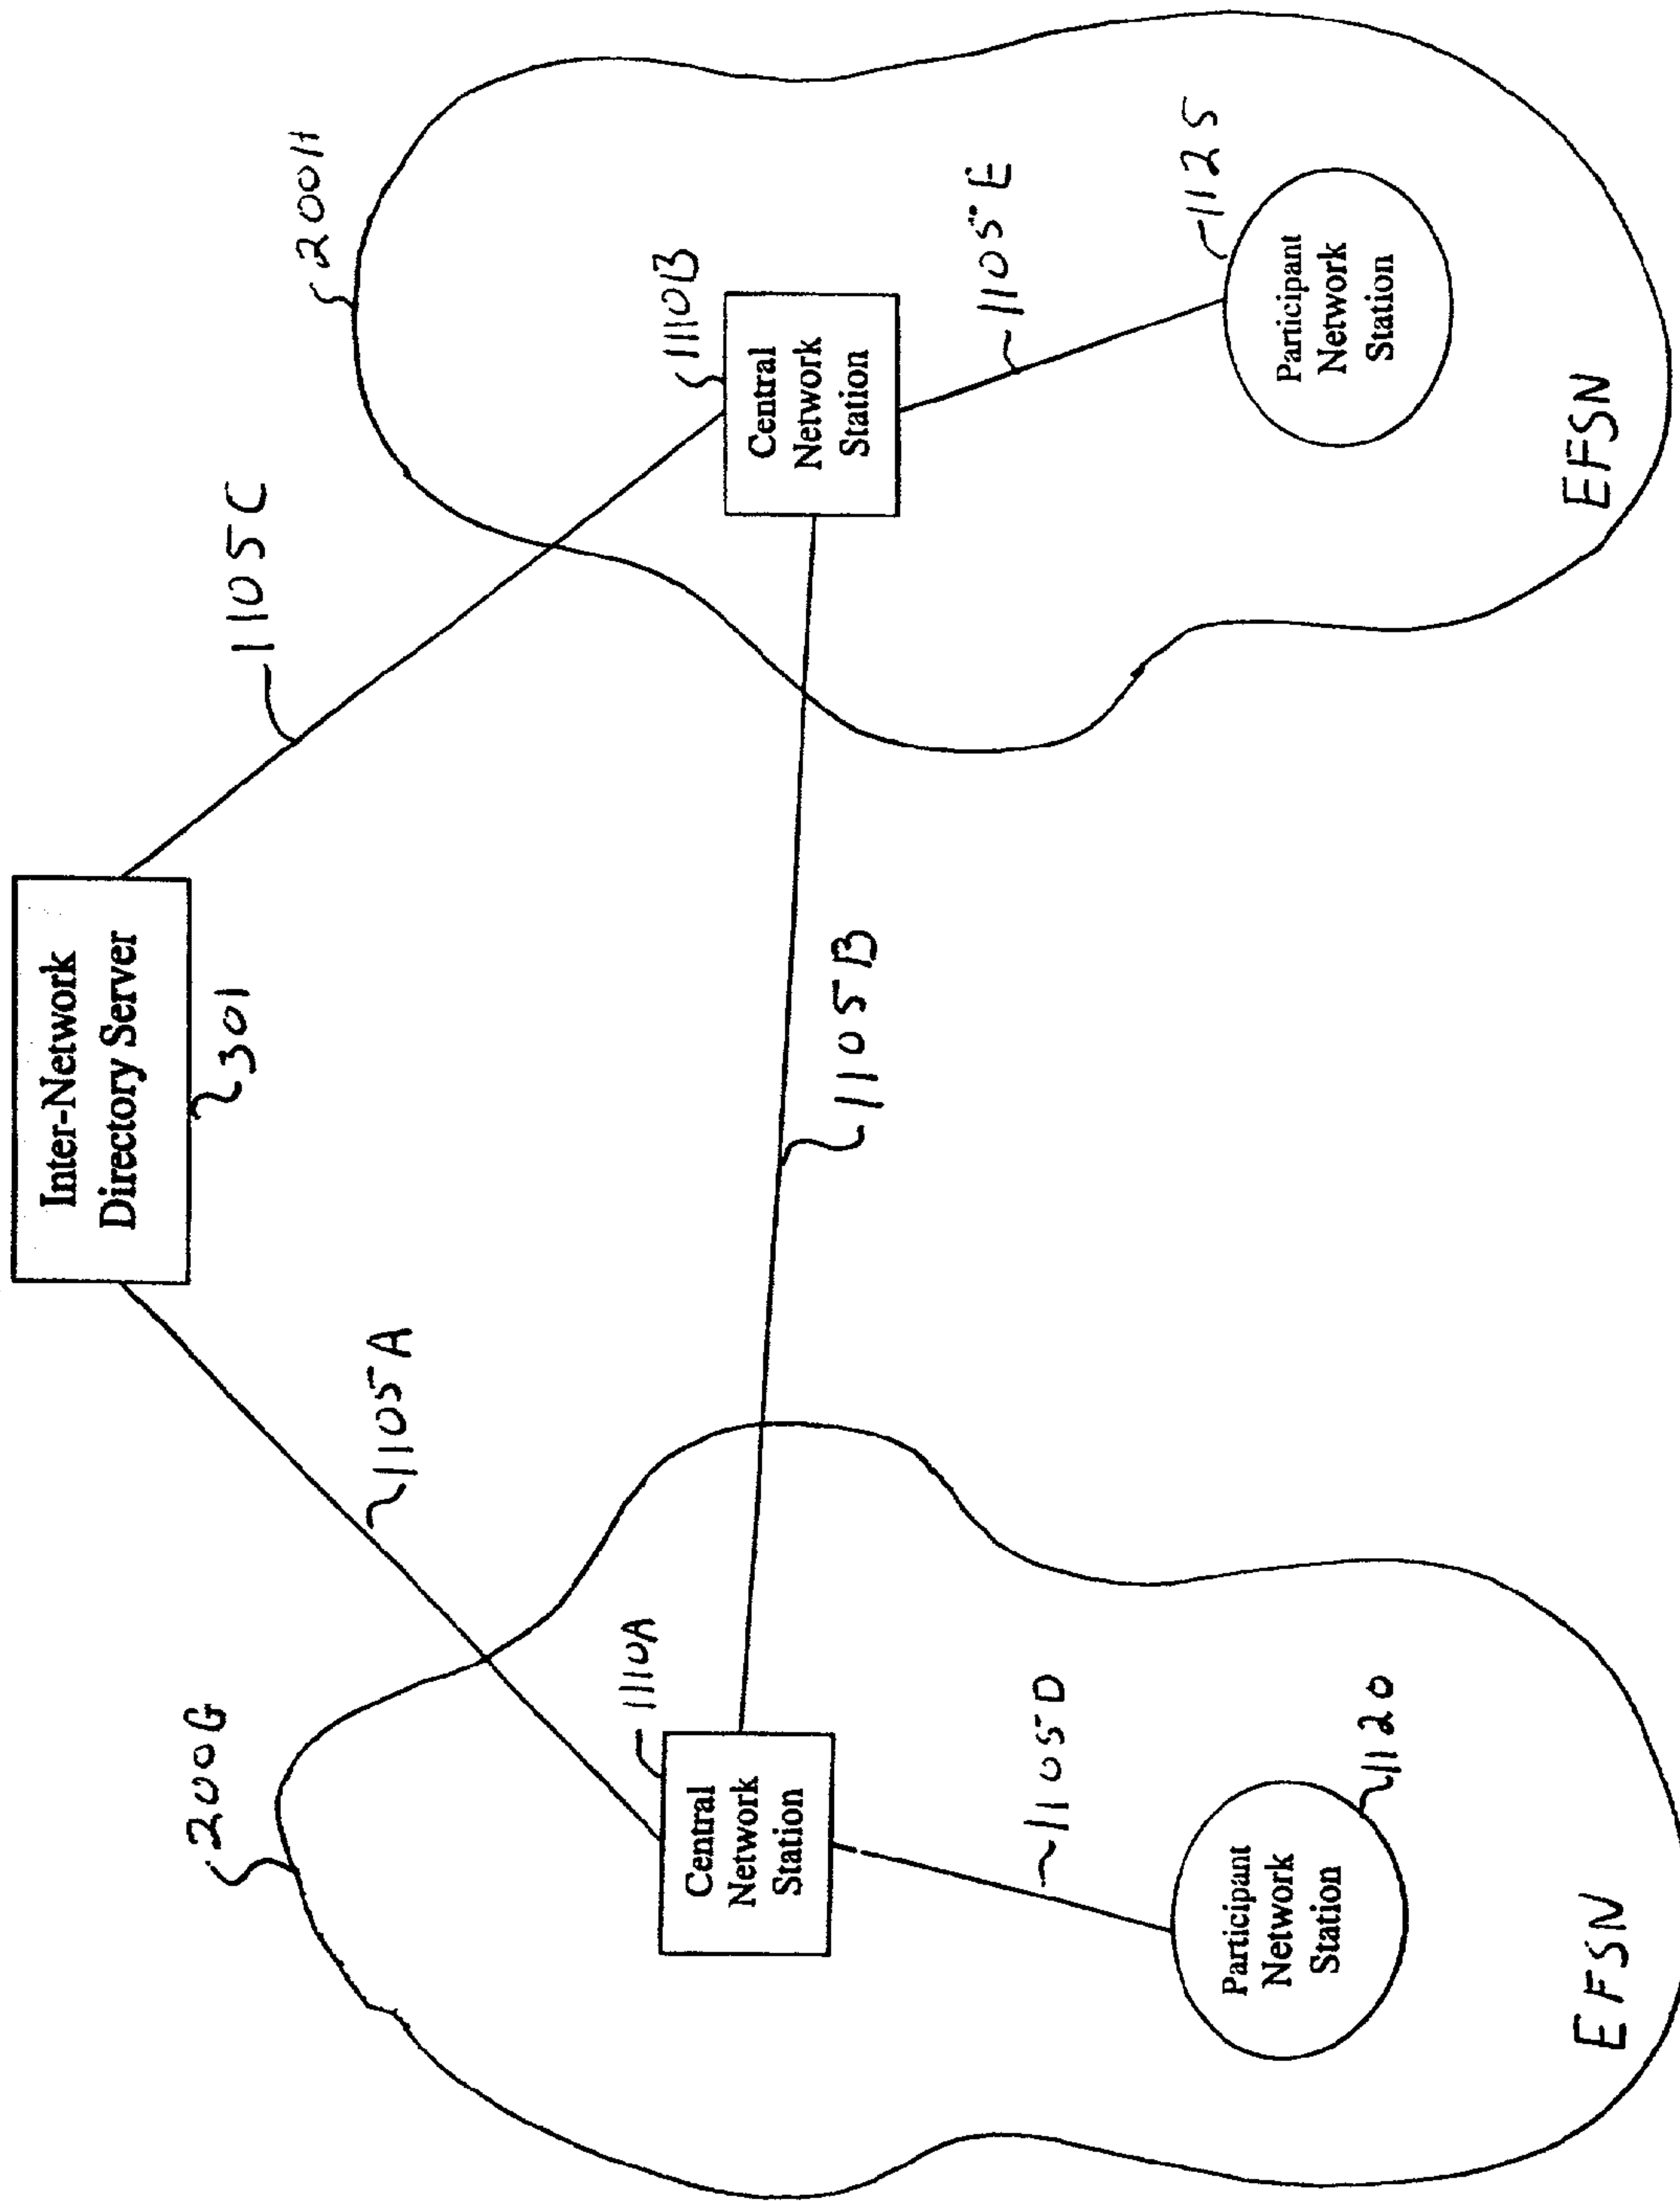 Inter-Network
Directory Server
301
1105A
1105C
200G
200H
1110A
Central
Network
Station
1110B
Central
Network
Station
1105B
1105D
1105E
1120
Participant
Network
Station
1125
Participant
Network
Station
EFSN
EFSN